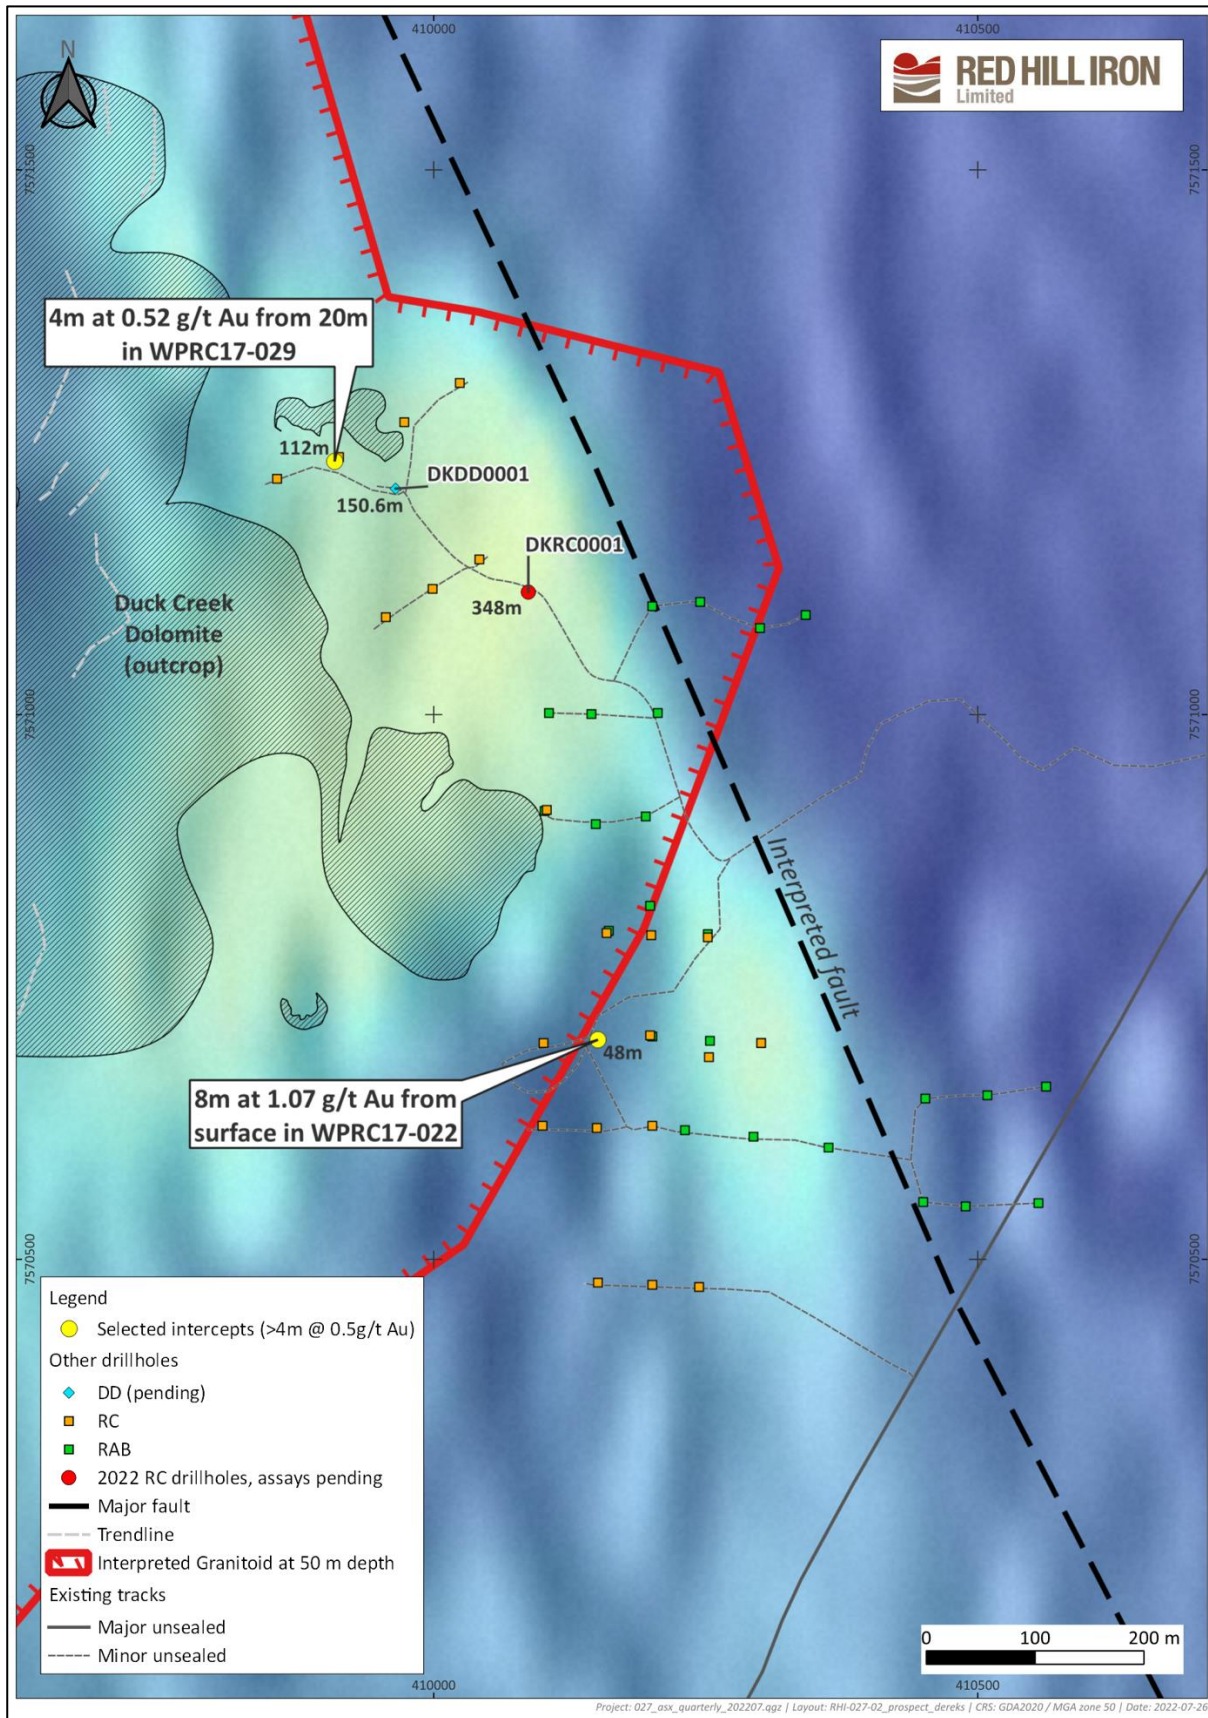 410000
410500
N
RED HILL IRON
Limited
7571500
7571500
4m at 0.52 g/t Au from 20m
in WPRC17-029
112m
DKDD0001
150.6m
DKRC0001
348m
Duck Creek
Dolomite
(outcrop)
7571000
7571000
Interpreted fault
48m
8m at 1.07 g/t Au from
surface in WPRC17-022
7570500
7570500
Legend
Selected intercepts (>4m @ 0.5g/t Au)
Other drillholes
DD (pending)
RC
RAB
2022 RC drillholes, assays pending
Major fault
Trendline
Interpreted Granitoid at 50 m depth
Existing tracks
Major unsealed
Minor unsealed
0 100 200 m
410000
410500
Project: 027_asx_quarterly_202207.qgz | Layout: RHI-027-02_prospect_dereks | CRS: GDA2020 / MGA zone 50 | Date: 2022-07-26